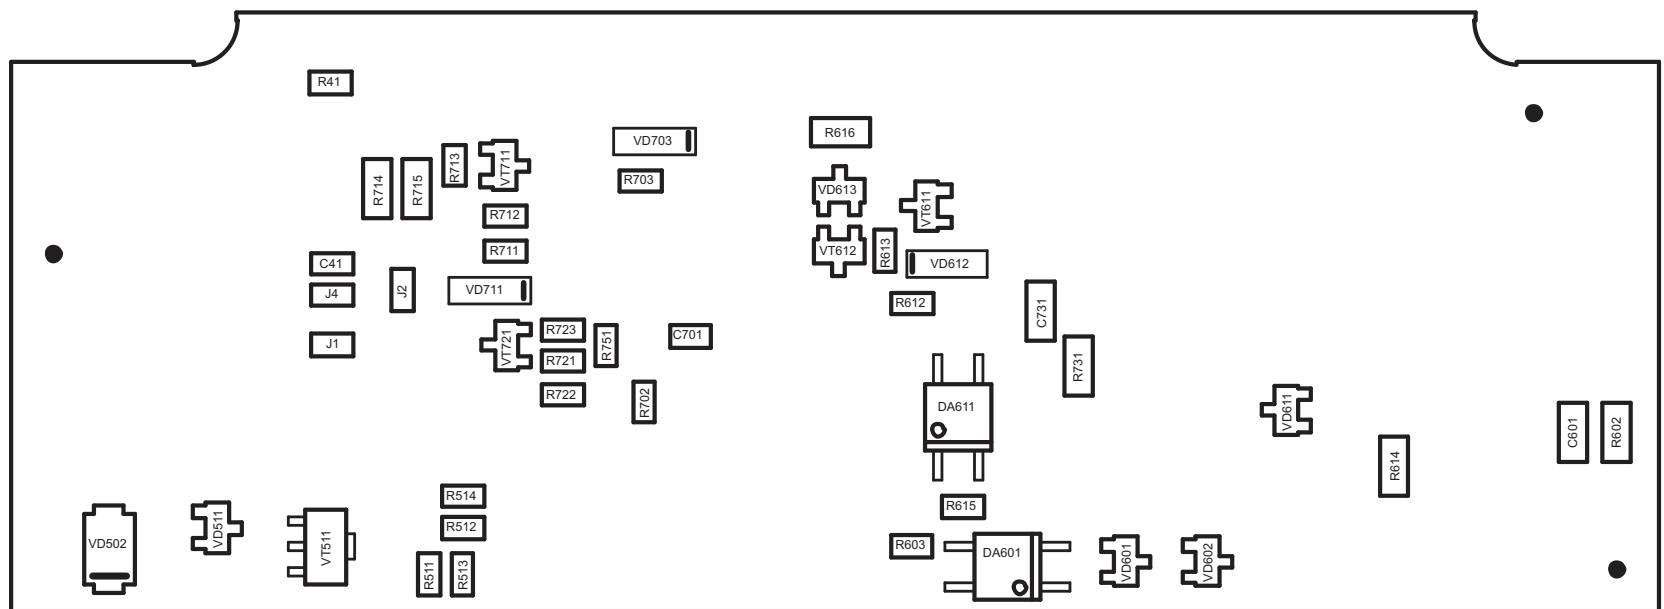 R41
R616
VD703
R713
VT711
R703
R714
R715
VD613
VT611
R712
R711
VT612
R613
VD612
C41
J4
J2
VD711
R612
C731
J1
VT721
R723
R721
R751
C701
R731
R722
R702
DA611
VD611
C601
R602
R614
R514
R615
R512
VD511
VT511
VD502
R603
DA601
VD601
VD602
R511
R513